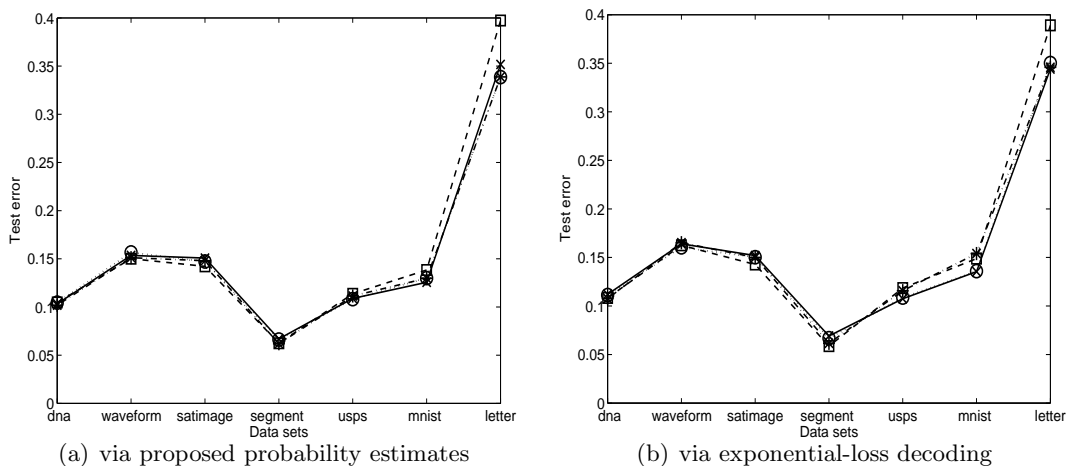 0.4
0.35
0.3
0.25
0.2
0.15
0.1
0.05
0
Test error
dna waveform satimage segment usps mnist letter
Data sets
(a) via proposed probability estimates
0.4
0.35
0.3
0.25
0.2
0.15
0.1
0.05
0
Test error
dna waveform satimage segment usps mnist letter
Data sets
(b) via exponential-loss decoding